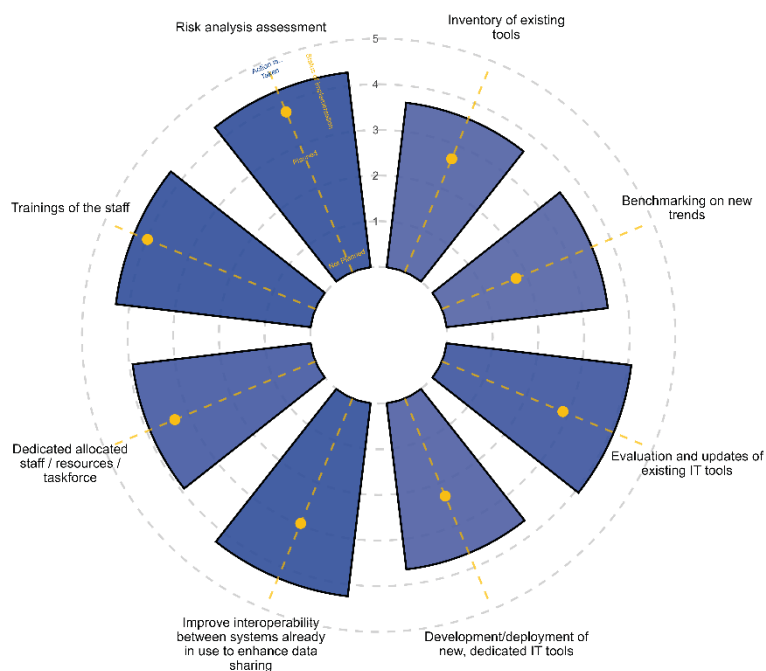 Risk analysis assessment
Inventory of existing
tools
5
4
3
2
1
Action is..
Taken
Planned
Not Planned
Trainings of the staff
Benchmarking on new
trends
Dedicated allocated
staff / resources /
taskforce
Evaluation and updates of
existing IT tools
Improve interoperability
between systems already
in use to enhance data
sharing
Development/deployment of
new, dedicated IT tools